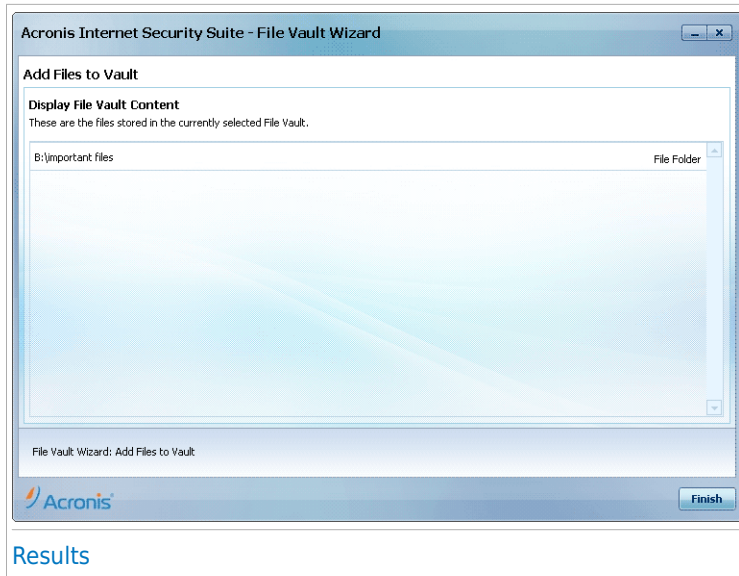 Acronis Internet Security Suite - File Vault Wizard
Add Files to Vault
Display File Vault Content
These are the files stored in the currently selected File Vault.
B:\important files File Folder
File Vault Wizard: Add Files to Vault
Acronis
Finish
Results